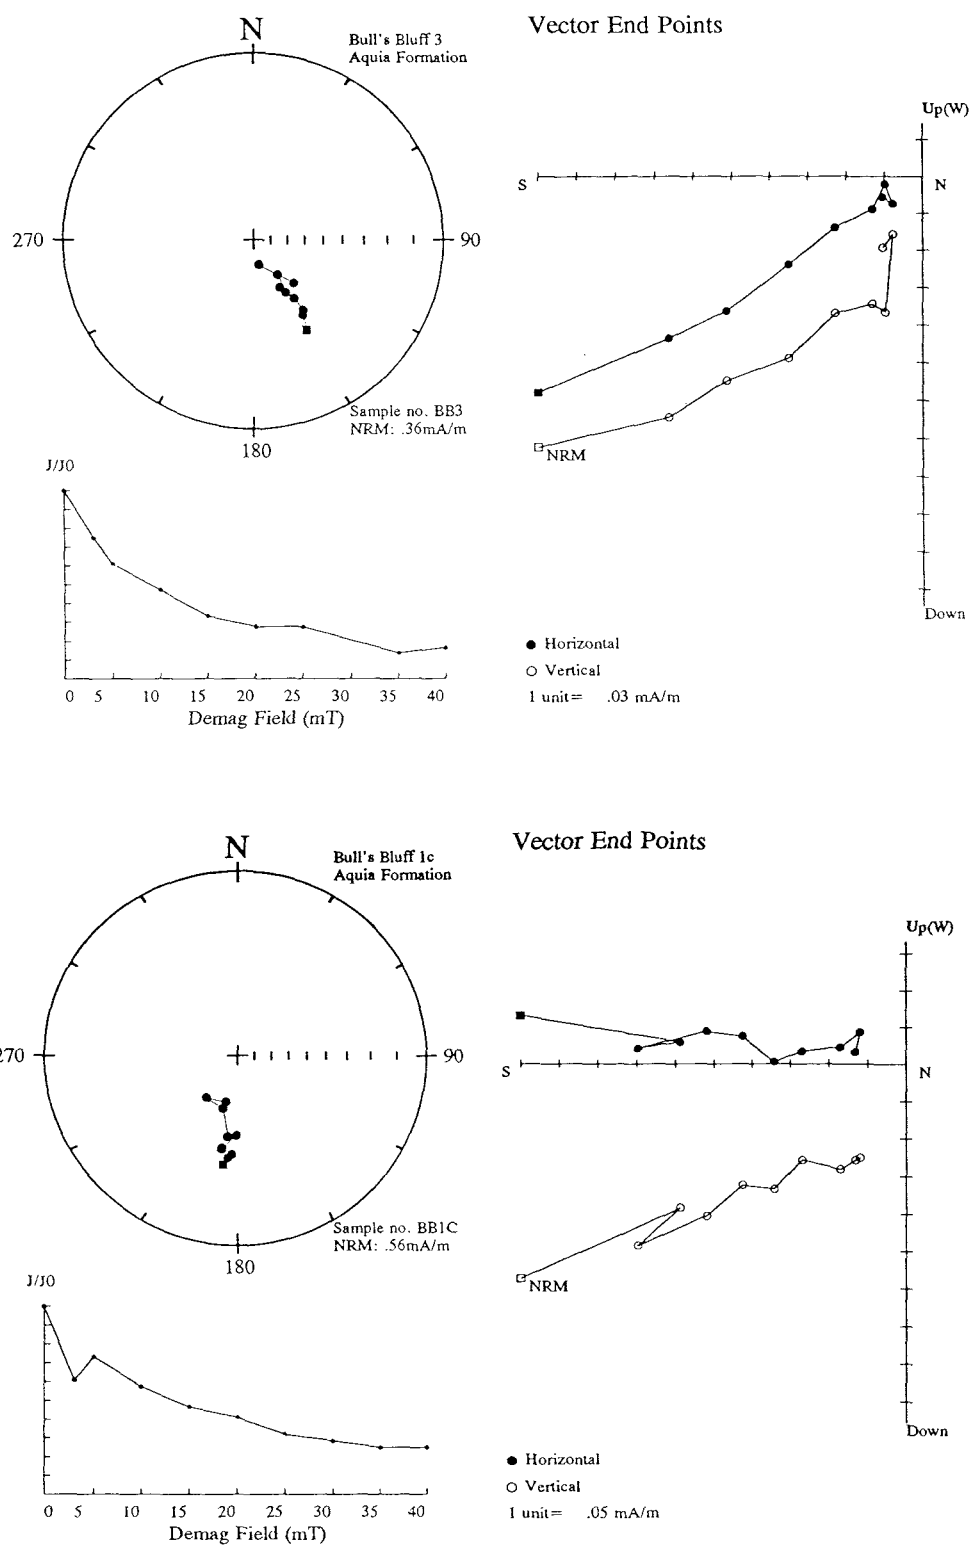 Vector End Points
N
Bull's Bluff 3
Aquia Formation
Up(W)
S
N
270
90
Sample no. BB3
NRM: .36mA/m
180
NRM
J/J0
Down
Horizontal
Vertical
1 unit= .03 mA/m
0 5 10 15 20 25 30 35 40
Demag Field (mT)
Vector End Points
N
Bull's Bluff 1c
Aquia Formation
Up(W)
S
N
270
90
Sample no. BB1C
NRM: .56mA/m
180
NRM
J/J0
Down
Horizontal
Vertical
1 unit= .05 mA/m
0 5 10 15 20 25 30 35 40
Demag Field (mT)